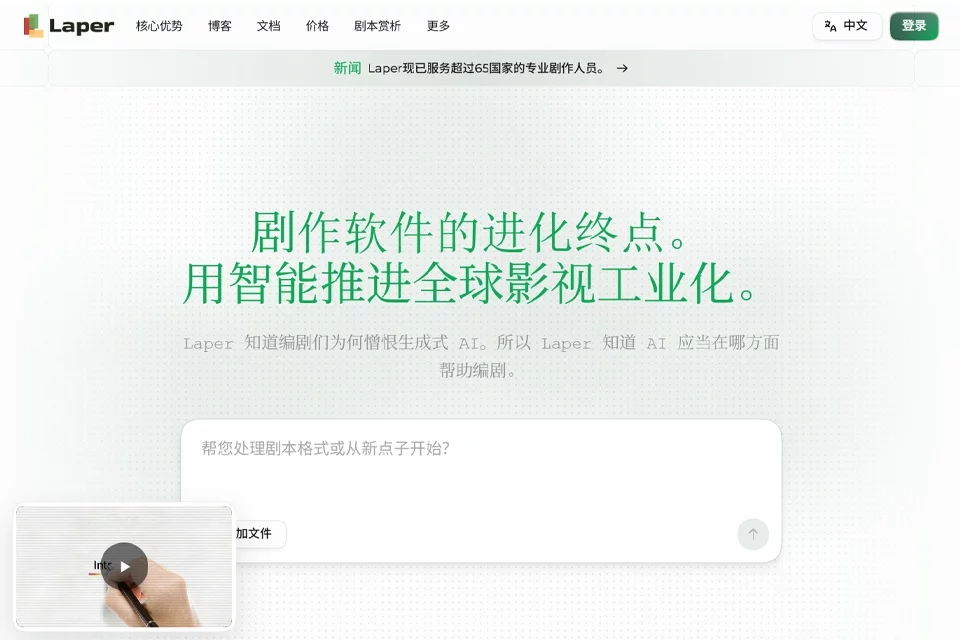 Laper 核心优势 博客 文档 价格 剧本赏析 更多 中文 登录
新闻 Laper现已服务超过65国家的专业剧作人员。 →
剧作软件的进化终点。
用智能推进全球影视工业化。
Laper 知道编剧们为何憎恨生成式 AI。所以 Laper 知道 AI 应当在哪方面
帮助编剧。
帮您处理剧本格式或从新点子开始?
加文件
Intr